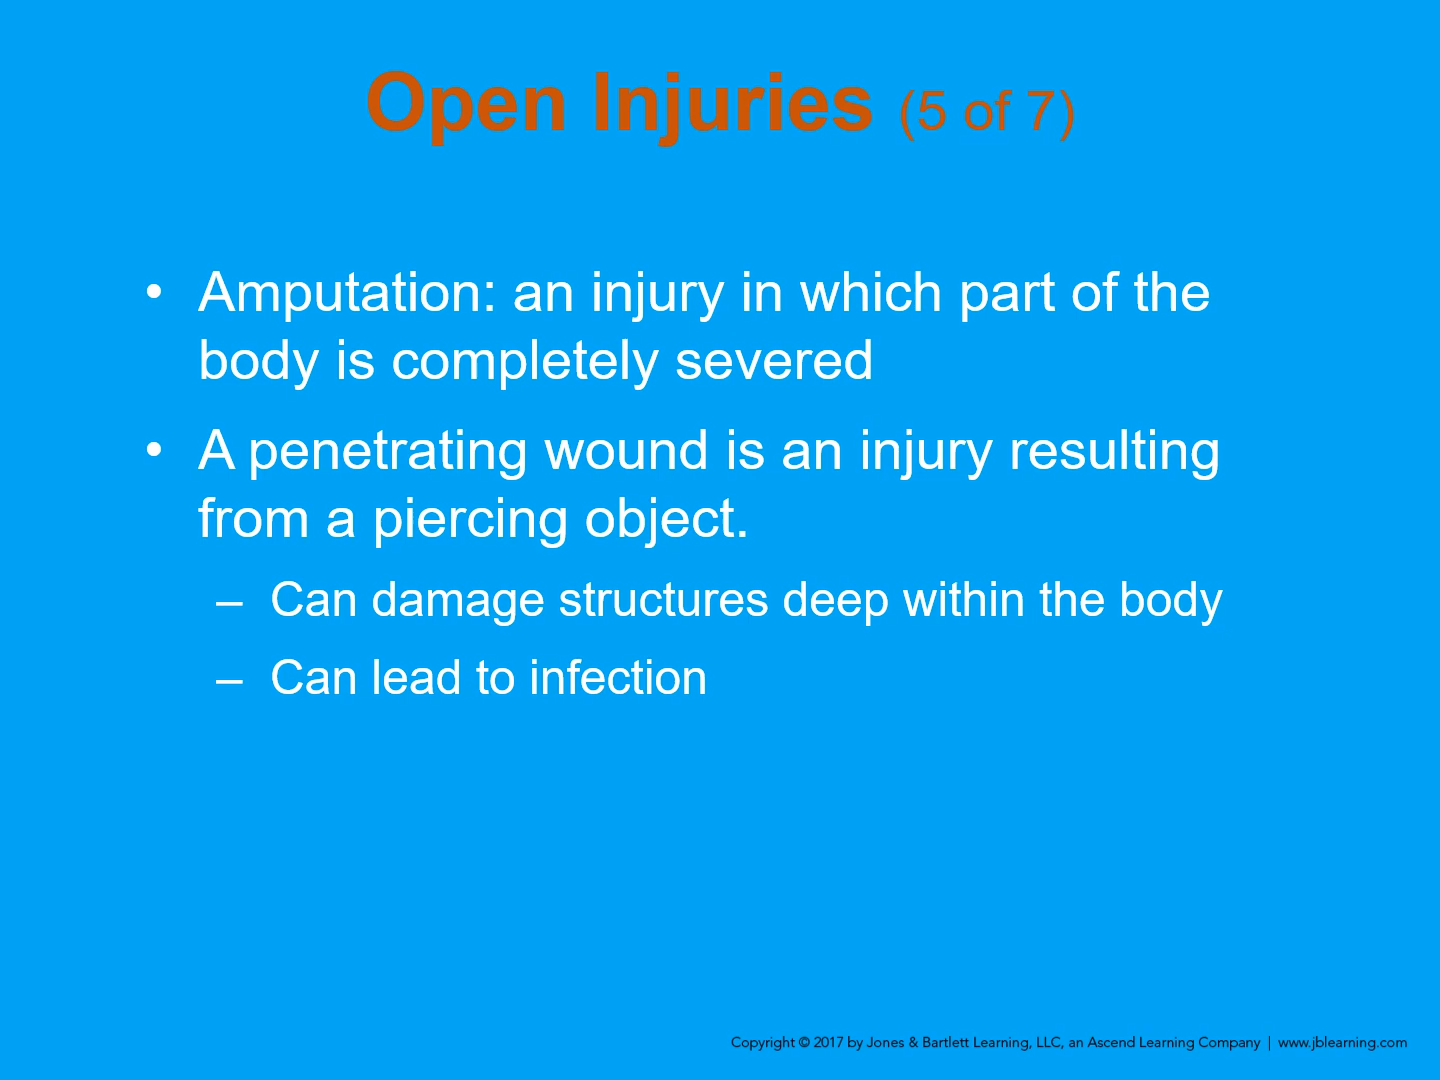 Open Injuries (5 of 7)
• Amputation: an injury in which part of the
body is completely severed
• A penetrating wound is an injury resulting
from a piercing object.
– Can damage structures deep within the body
– Can lead to infection
Copyright © 2017 by Jones & Bartlett Learning, LLC, an Ascend Learning Company | www.jblearning.com